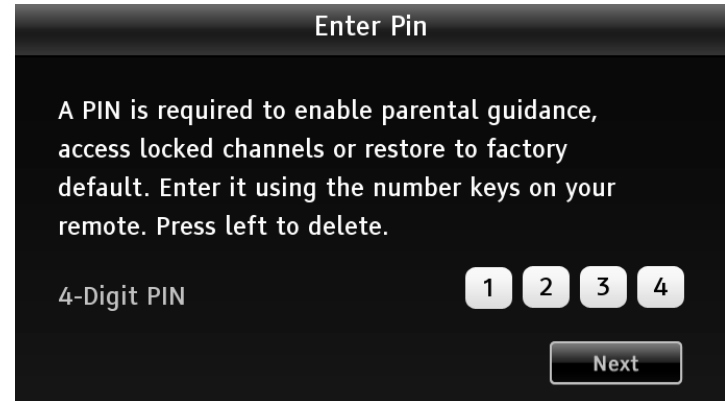 Enter Pin
A PIN is required to enable parental guidance,
access locked channels or restore to factory
default. Enter it using the number keys on your
remote. Press left to delete.
4-Digit PIN 1 2 3 4
Next